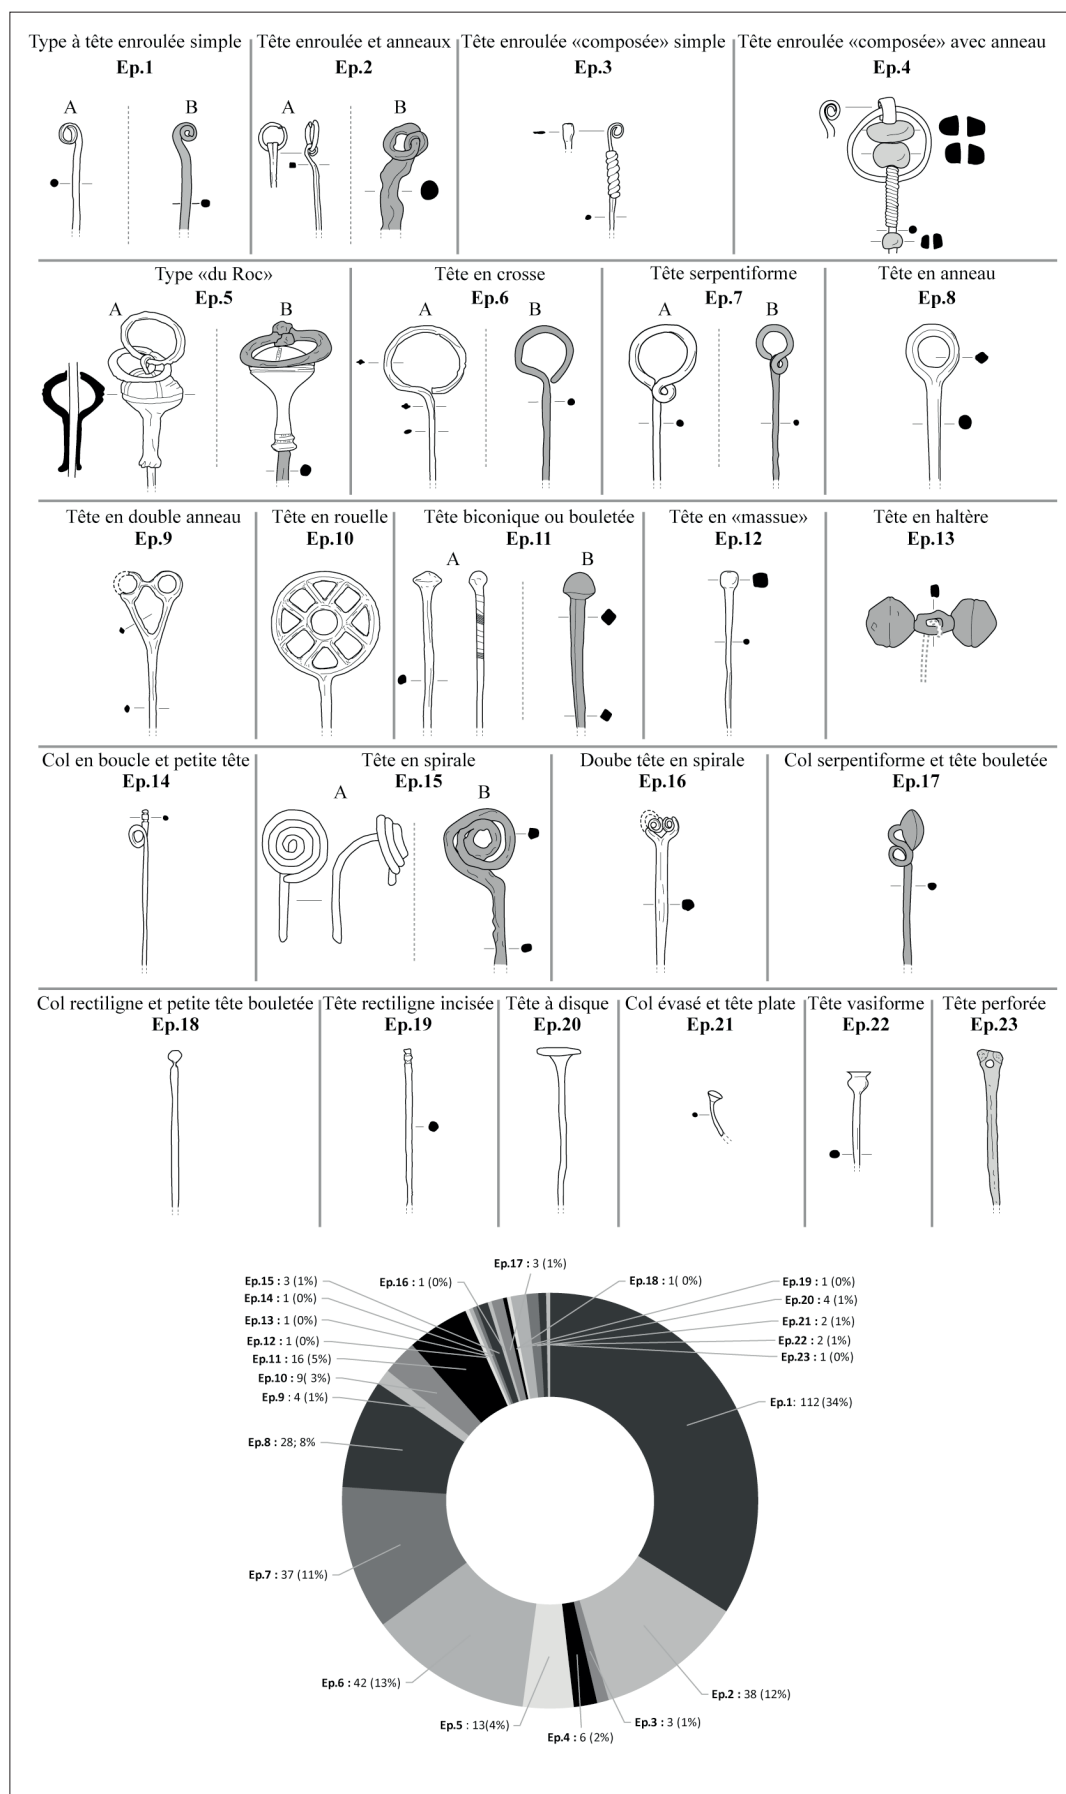 Type à tête enroulée simple
Ep.1
A
B
Tête enroulée et anneaux
Ep.2
A
B
Tête enroulée «composée» simple
Ep.3
Tête enroulée «composée» avec anneau
Ep.4
Type «du Roc»
Ep.5
A
B
Tête en crosse
Ep.6
A
B
Tête serpentiforme
Ep.7
A
B
Tête en anneau
Ep.8
Tête en double anneau
Ep.9
Tête en rouelle
Ep.10
Tête biconique ou bouletée
Ep.11
A
B
Tête en «massue»
Ep.12
Tête en haltère
Ep.13
Col en boucle et petite tête
Ep.14
Tête en spirale
Ep.15
A
B
Doube tête en spirale
Ep.16
Col serpentiforme et tête bouletée
Ep.17
Col rectiligne et petite tête bouletée
Ep.18
Tête rectiligne incisée
Ep.19
Tête à disque
Ep.20
Col évasé et tête plate
Ep.21
Tête vasiforme
Ep.22
Tête perforée
Ep.23
Ep.17 : 3 (1%)
Ep.15 : 3 (1%)
Ep.16 : 1 (0%)
Ep.18 : 1( 0%)
Ep.19 : 1 (0%)
Ep.14 : 1 (0%)
Ep.20 : 4 (1%)
Ep.13 : 1 (0%)
Ep.21 : 2 (1%)
Ep.12 : 1 (0%)
Ep.22 : 2 (1%)
Ep.11 : 16 (5%)
Ep.23 : 1 (0%)
Ep.10 : 9( 3%)
Ep.9 : 4 (1%)
Ep.1: 112 (34%)
Ep.8 : 28; 8%
Ep.7 : 37 (11%)
Ep.6 : 42 (13%)
Ep.2 : 38 (12%)
Ep.5 : 13(4%)
Ep.3 : 3 (1%)
Ep.4 : 6 (2%)